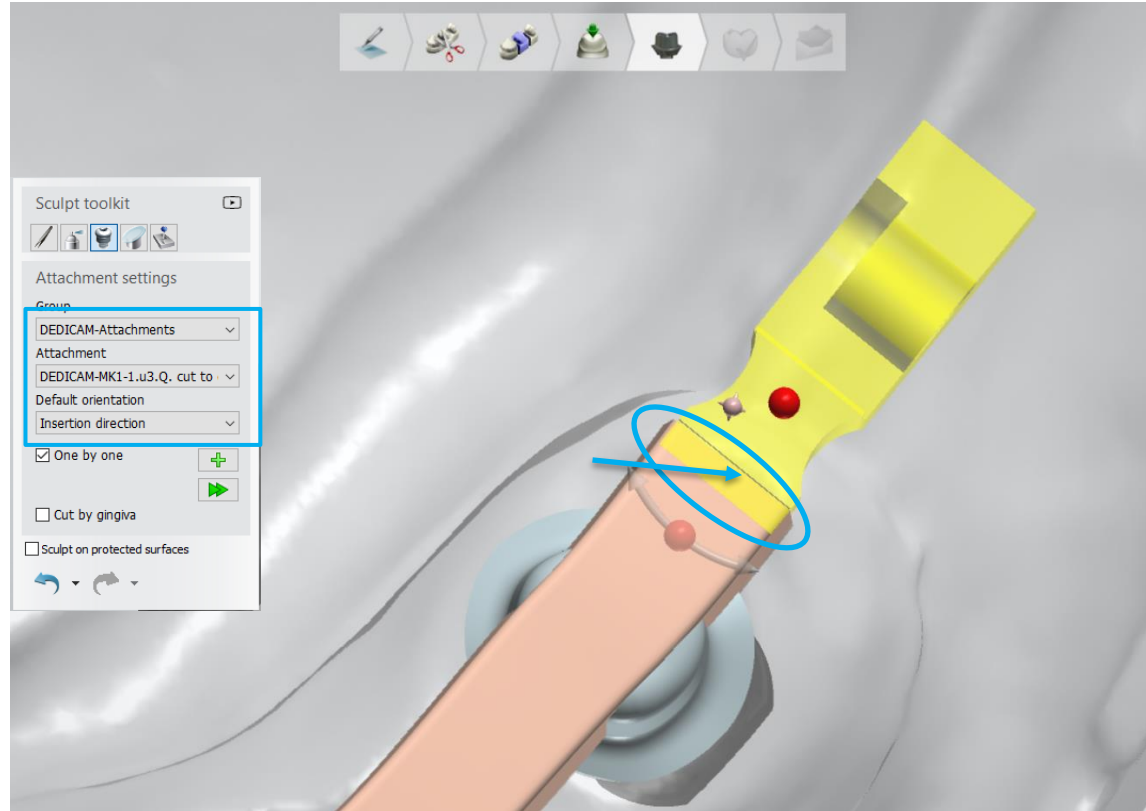 Sculpt toolkit
Attachment settings
Group
DEDICAM-Attachments
Attachment
DEDICAM-MK1-1.u3.Q. cut to
Default orientation
Insertion direction
One by one
Cut by gingiva
Sculpt on protected surfaces